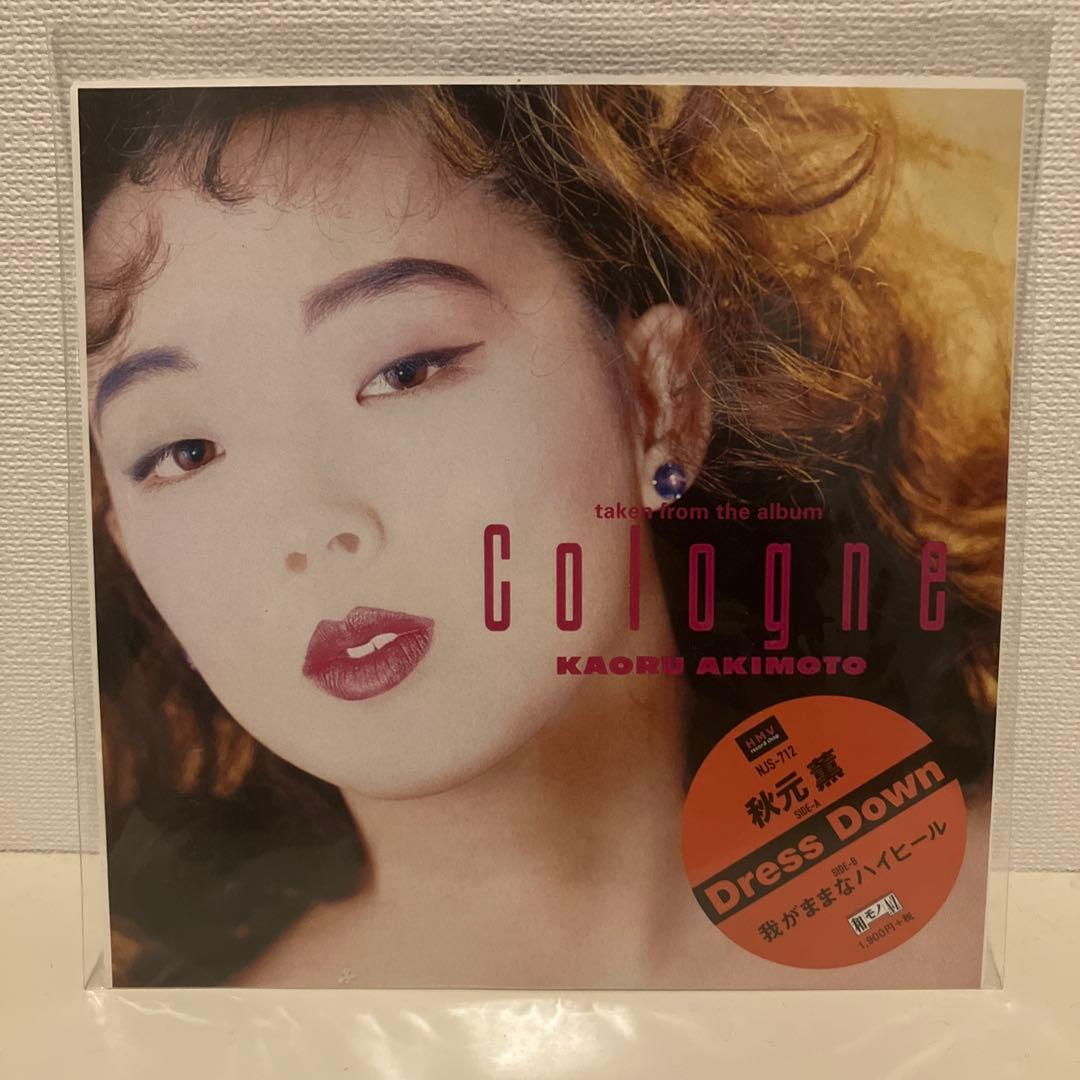 taken from the album
Cologne
KAORU AKIMOTO
HMV
record shop
NJS-712
秋元 薫
SIDE-A
Dress Down
SIDE-B
我がままなハイヒール
和モノ AtoZ
1,900円+税